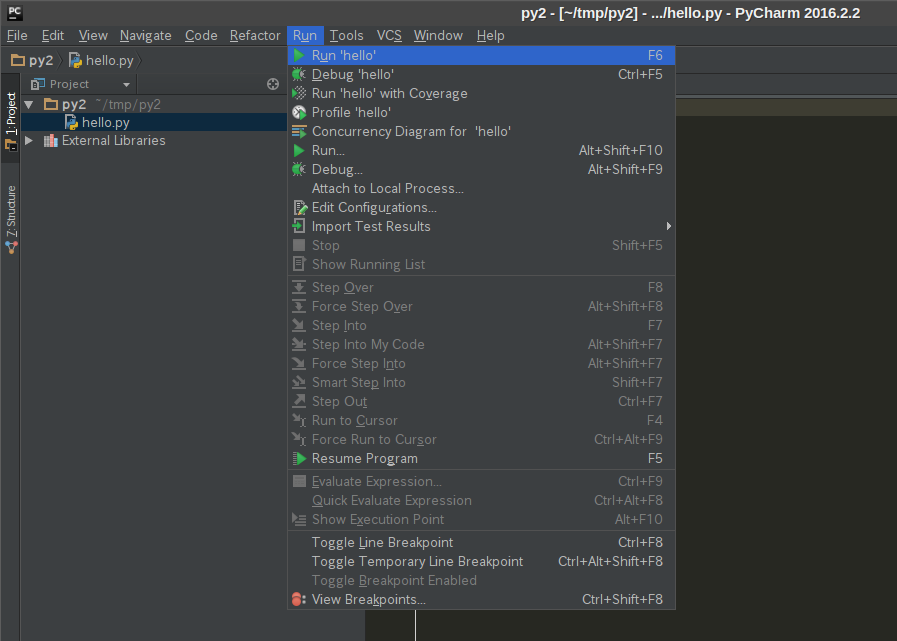 PC
py2 - [~/tmp/py2] - .../hello.py - PyCharm 2016.2.2
File Edit View Navigate Code Refactor Run Tools VCS Window Help
py2 hello.py
Project
1: Project
7: Structure
py2 ~/tmp/py2
hello.py
External Libraries
Run 'hello' F6
Debug 'hello' Ctrl+F5
Run 'hello' with Coverage
Profile 'hello'
Concurrency Diagram for 'hello'
Run... Alt+Shift+F10
Debug... Alt+Shift+F9
Attach to Local Process...
Edit Configurations...
Import Test Results
Stop Shift+F5
Show Running List
Step Over F8
Force Step Over Alt+Shift+F8
Step Into F7
Step Into My Code Alt+Shift+F7
Force Step Into Alt+Shift+F7
Smart Step Into Shift+F7
Step Out Ctrl+F7
Run to Cursor F4
Force Run to Cursor Ctrl+Alt+F9
Resume Program F5
Evaluate Expression... Ctrl+F9
Quick Evaluate Expression Ctrl+Alt+F8
Show Execution Point Alt+F10
Toggle Line Breakpoint Ctrl+F8
Toggle Temporary Line Breakpoint Ctrl+Alt+Shift+F8
Toggle Breakpoint Enabled
View Breakpoints... Ctrl+Shift+F8